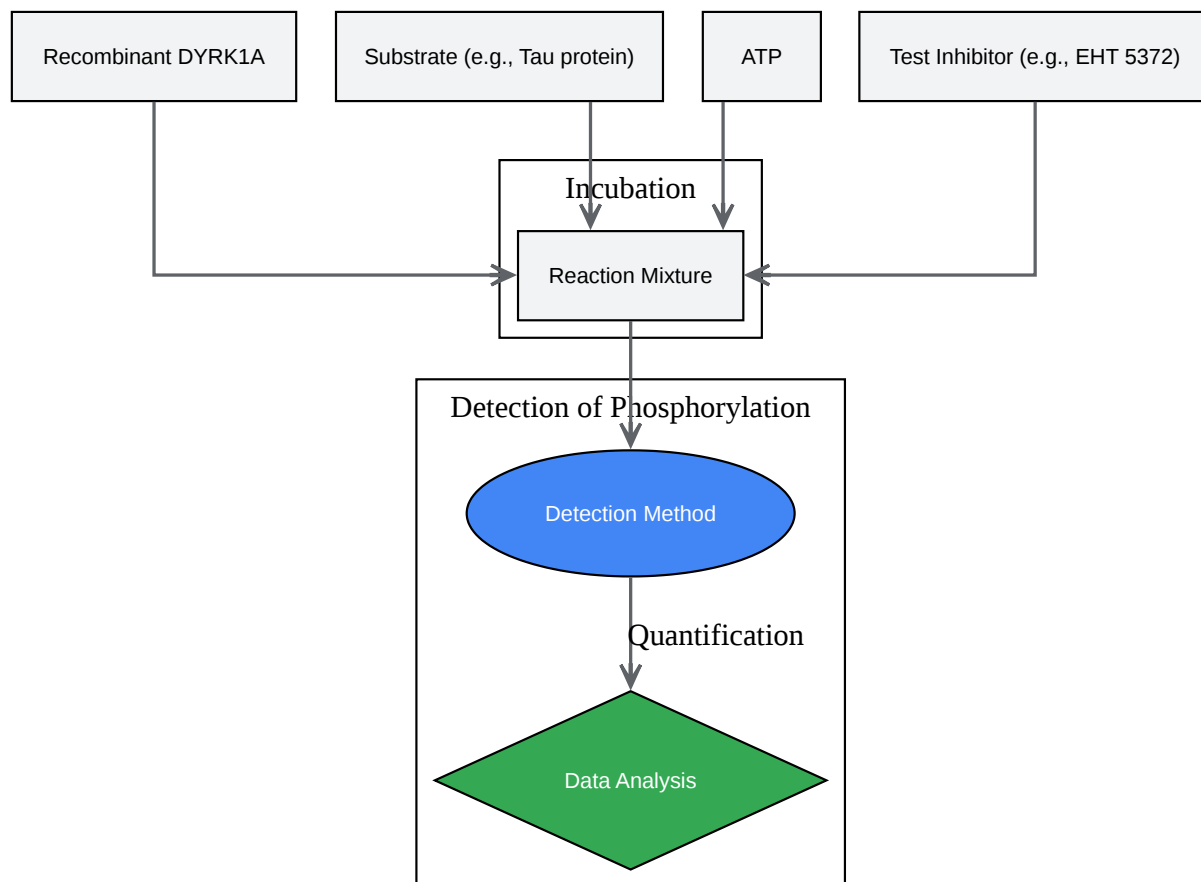 Recombinant DYRK1A
Substrate (e.g., Tau protein)
ATP
Test Inhibitor (e.g., EHT 5372)
Incubation
Reaction Mixture
Detection of Phosphorylation
Detection Method
Quantification
Data Analysis